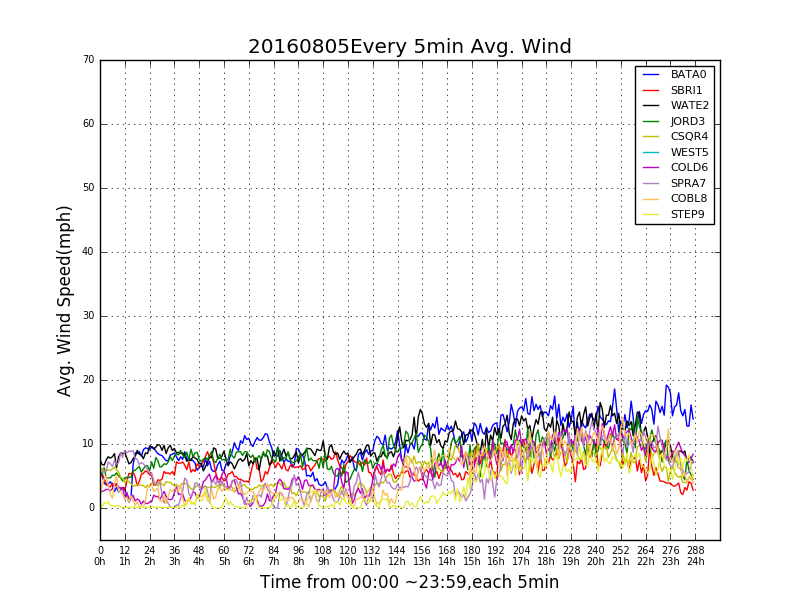 20160805Every 5min Avg. Wind
70
60
50
40
30
20
10
0
Avg. Wind Speed(mph)
BATA0
SBRI1
WATE2
JORD3
CSQR4
WEST5
COLD6
SPRA7
COBL8
STEP9
0 12 24 36 48 60 72 84 96 108 120 132 144 156 168 180 192 204 216 228 240 252 264 276 288
0h 1h 2h 3h 4h 5h 6h 7h 8h 9h 10h 11h 12h 13h 14h 15h 16h 17h 18h 19h 20h 21h 22h 23h 24h
Time from 00:00 ~23:59,each 5min